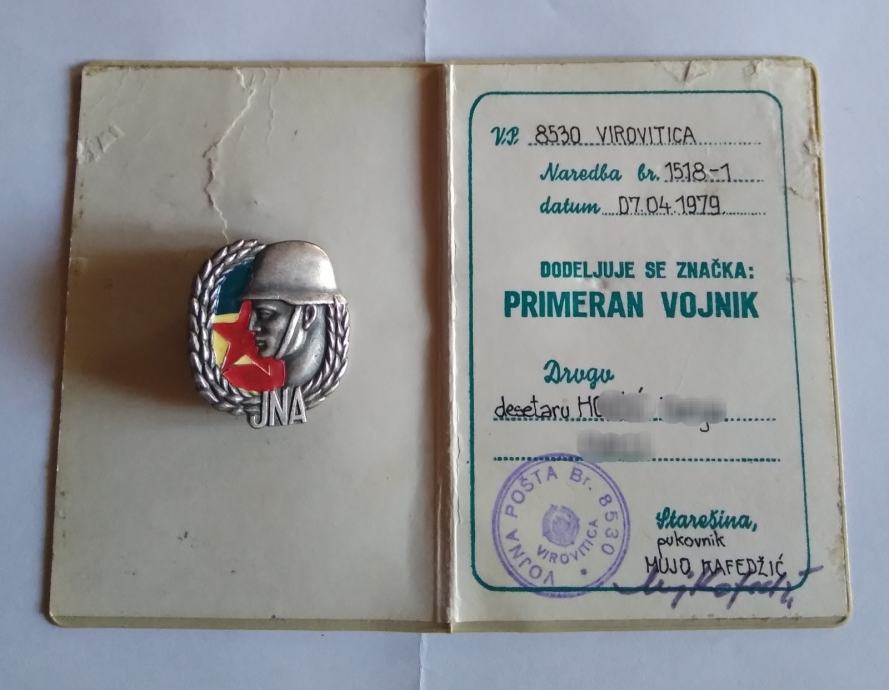 JNA
V.P. 8530 VIROVITICA
Naredba br. 1518-1
datum 07.04.1979.
DODELJUJE SE ZNAČKA:
PRIMERAN VOJNIK
Drugu
desetaru
VOJNA POŠTA Br. 8530
VIROVITICA
Starešina,
pukovnik
MUJO KAFEDŽIĆ